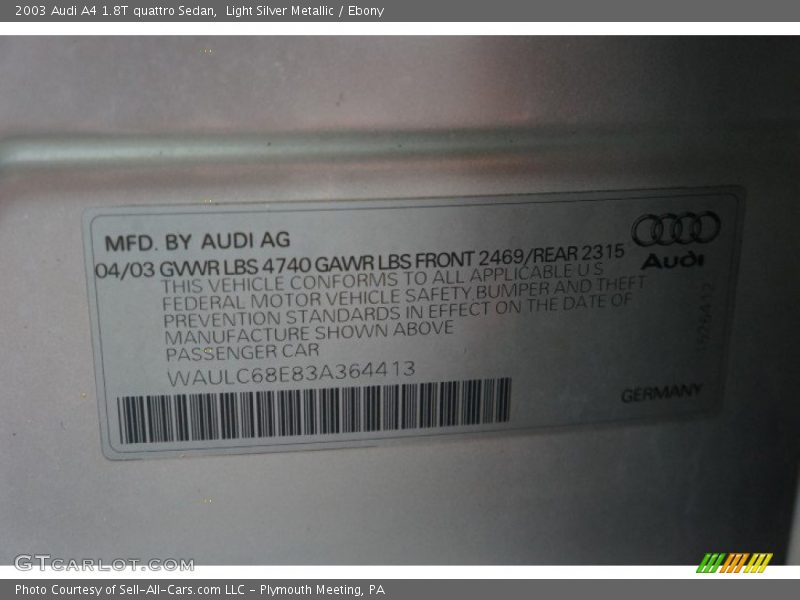 2003 Audi A4 1.8T quattro Sedan,  Light Silver Metallic / Ebony
MFD. BY AUDI AG
04/03 GVWR LBS 4740 GAWR LBS FRONT 2469/REAR 2315
THIS VEHICLE CONFORMS TO ALL APPLICABLE U S
FEDERAL MOTOR VEHICLE SAFETY BUMPER AND THEFT
PREVENTION STANDARDS IN EFFECT ON THE DATE OF
MANUFACTURE SHOWN ABOVE
PASSENGER CAR
WAULC68E83A364413
Audi
GERMANY
GTCarLot.com
Photo Courtesy of Sell-All-Cars.com LLC - Plymouth Meeting, PA